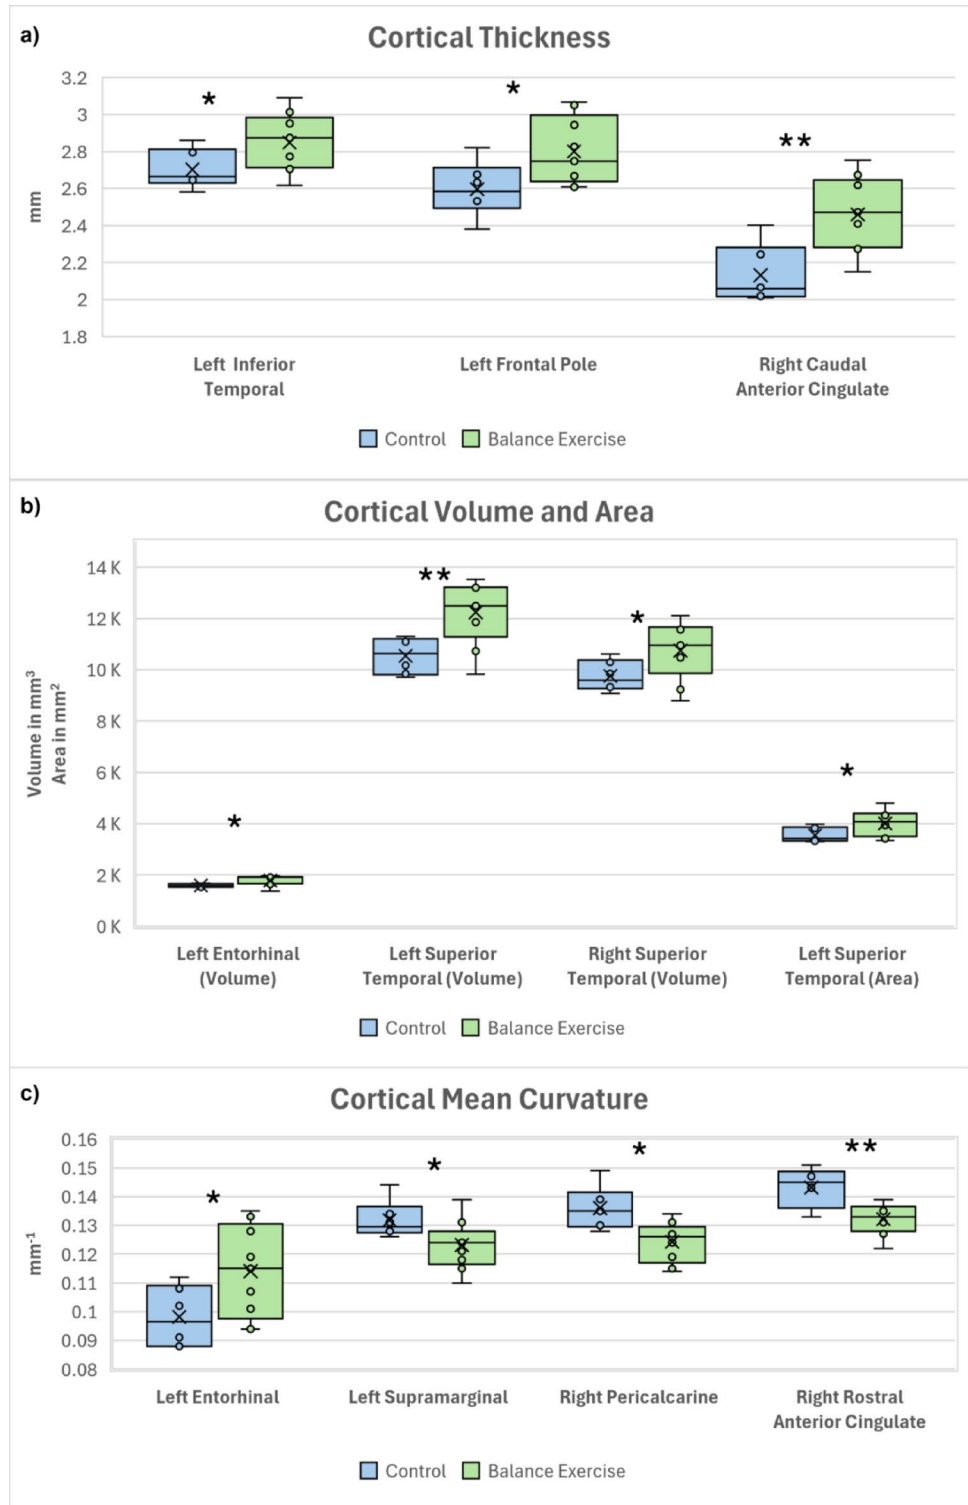 a)
Cortical Thickness
mm
3.2
3
2.8
2.6
2.4
2.2
2
1.8
*
*
**
Left Inferior
Temporal
Left Frontal Pole
Right Caudal
Anterior Cingulate
Control
Balance Exercise
b)
Cortical Volume and Area
Volume in mm³
Area in mm²
14 K
12 K
10 K
8 K
6 K
4 K
2 K
0 K
*
**
*
*
Left Entorhinal
(Volume)
Left Superior
Temporal (Volume)
Right Superior
Temporal (Volume)
Left Superior
Temporal (Area)
Control
Balance Exercise
c)
Cortical Mean Curvature
mm⁻¹
0.16
0.15
0.14
0.13
0.12
0.11
0.1
0.09
0.08
*
*
*
**
Left Entorhinal
Left Supramarginal
Right Pericalcarine
Right Rostral
Anterior Cingulate
Control
Balance Exercise